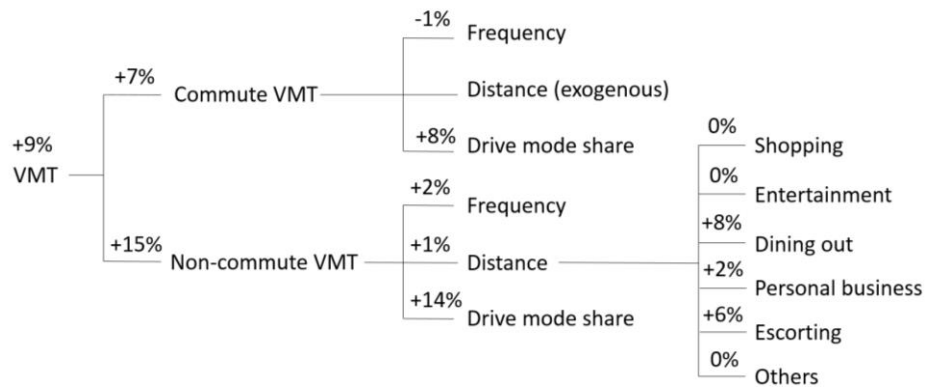 -1%
Frequency
+7%
Commute VMT
Distance (exogenous)
+9%
VMT
+8%
Drive mode share
0%
Shopping
+2%
Frequency
0%
Entertainment
+15%
Non-commute VMT
+1%
Distance
+8%
Dining out
+2%
Personal business
+14%
Drive mode share
+6%
Escorting
0%
Others